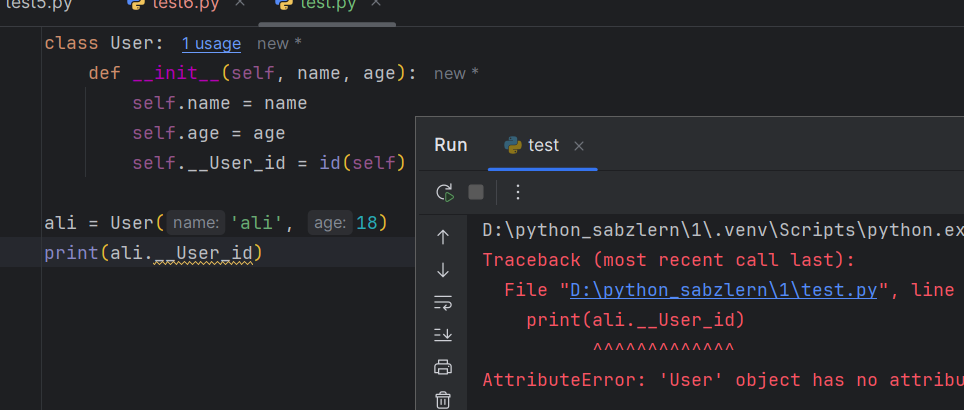 test5.py test6.py test.py
class User: 1 usage new *
def __init__(self, name, age): new *
self.name = name
self.age = age
self.__User_id = id(self)
ali = User( name: 'ali', age: 18)
print(ali.__User_id)
Run test
D:\python_sabzlern\1\.venv\Scripts\python.ex
Traceback (most recent call last):
File "D:\python_sabzlern\1\test.py", line
print(ali.__User_id)
^^^^^^^^^^^^^
AttributeError: 'User' object has no attribu